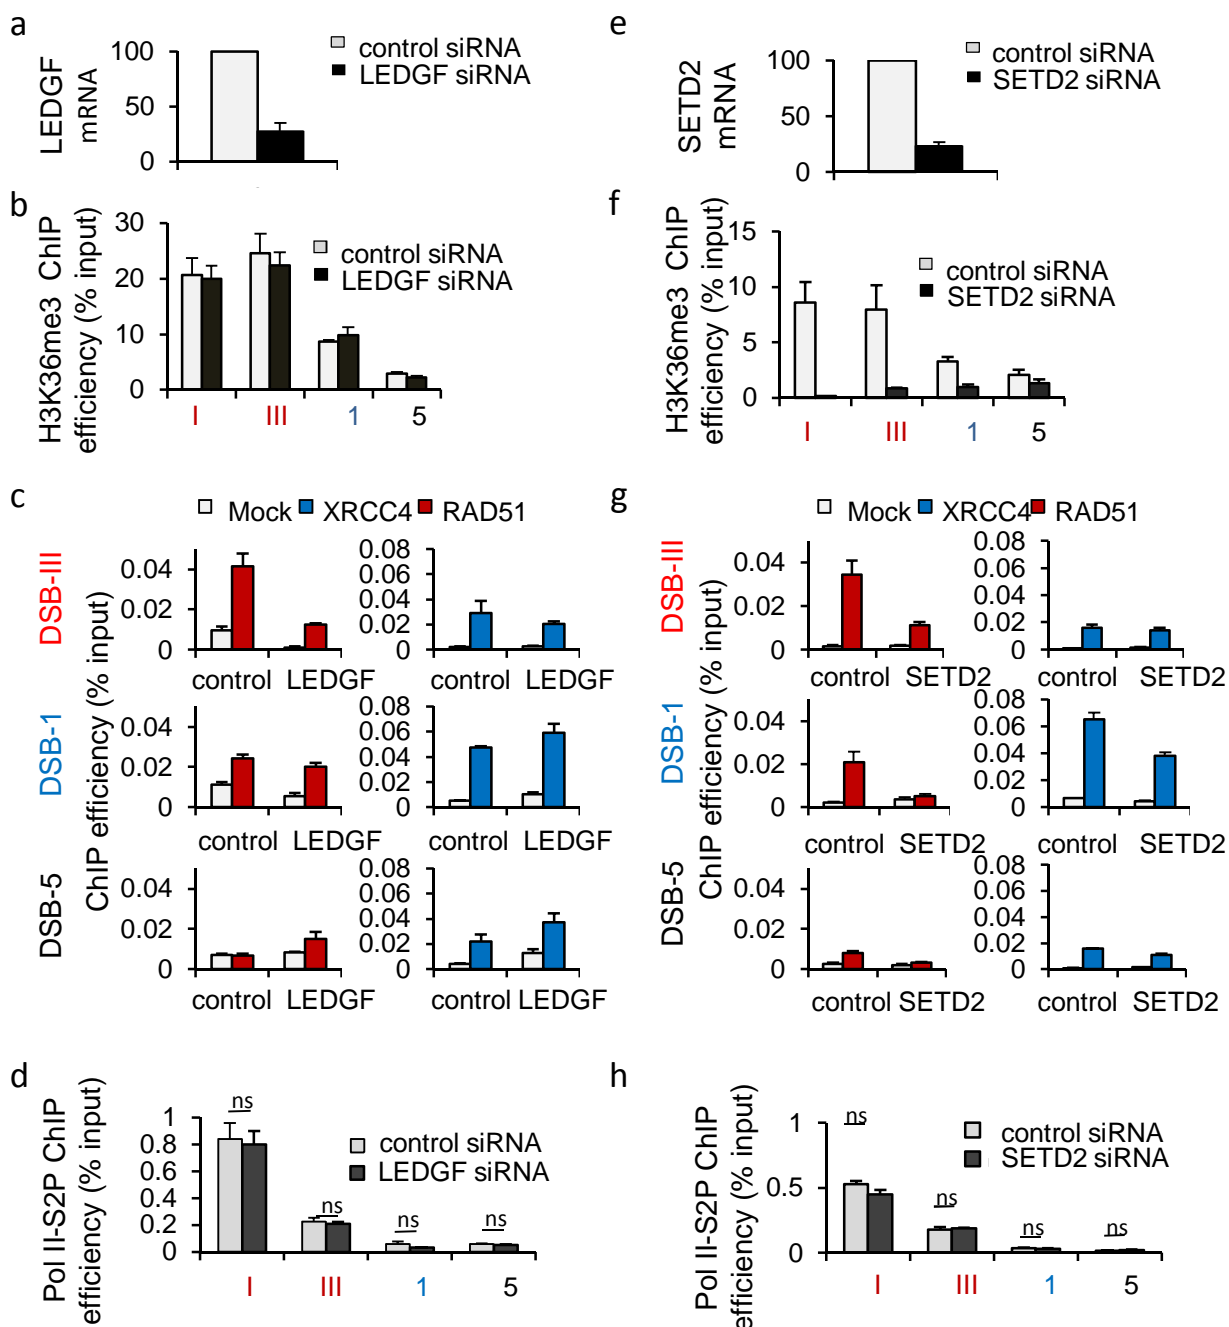 a
LEDGF
mRNA
100
50
0
control siRNA
LEDGF siRNA
b
H3K36me3 ChIP
efficiency (% input)
30
20
10
0
control siRNA
LEDGF siRNA
I III 1 5
c
Mock XRCC4 RAD51
ChIP efficiency (% input)
DSB-III
0.04
0.02
0
control LEDGF
0.08
0.06
0.04
0.02
0
control LEDGF
DSB-1
0.04
0.02
0
control LEDGF
0.08
0.06
0.04
0.02
0
control LEDGF
DSB-5
0.04
0.02
0
control LEDGF
0.08
0.06
0.04
0.02
0
control LEDGF
d
Pol II-S2P ChIP
efficiency (% input)
1
0.8
0.6
0.4
0.2
0
ns ns ns ns
control siRNA
LEDGF siRNA
I III 1 5
e
SETD2
mRNA
100
50
0
control siRNA
SETD2 siRNA
f
H3K36me3 ChIP
efficiency (% input)
15
10
5
0
control siRNA
SETD2 siRNA
I III 1 5
g
Mock XRCC4 RAD51
ChIP efficiency (% input)
DSB-III
0.04
0.02
0
control SETD2
0.08
0.06
0.04
0.02
0
control SETD2
DSB-1
0.04
0.02
0
control SETD2
0.08
0.06
0.04
0.02
0
control SETD2
DSB-5
0.04
0.02
0
control SETD2
0.08
0.06
0.04
0.02
0
control SETD2
h
Pol II-S2P ChIP
efficiency (% input)
1
0.5
0
ns ns ns ns
control siRNA
SETD2 siRNA
I III 1 5